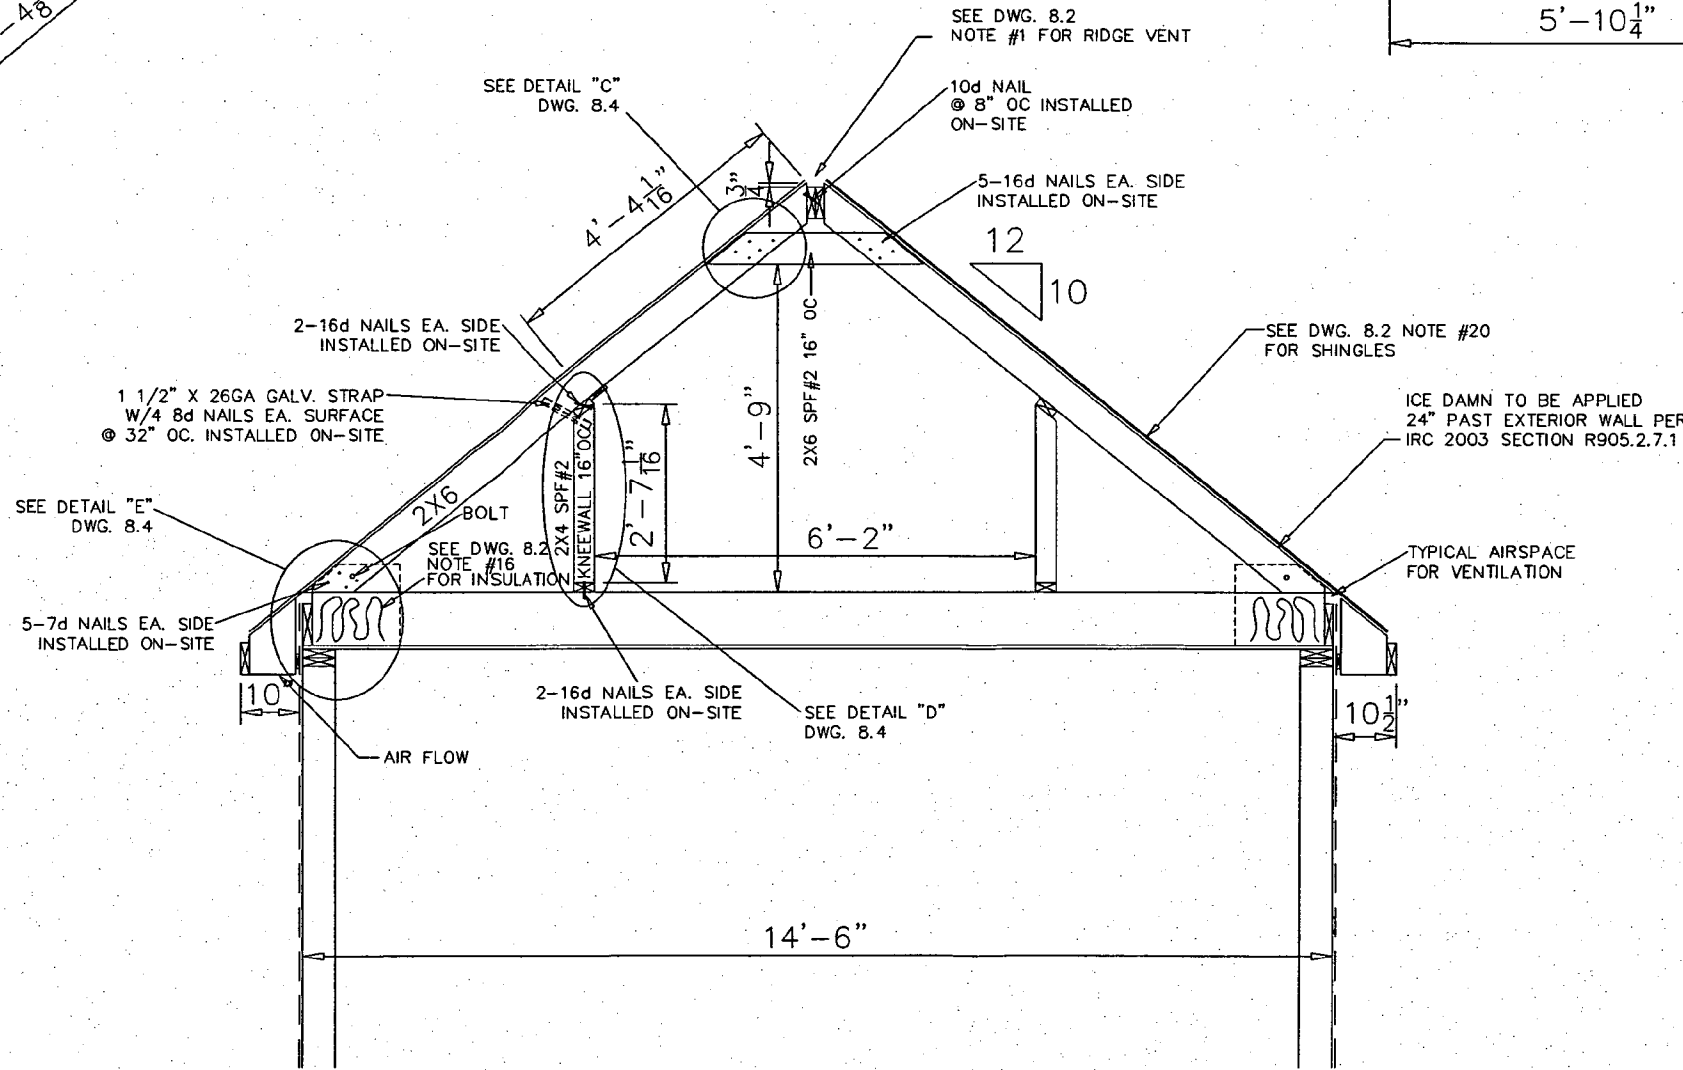 SEE DWG. 8.2
NOTE #1 FOR RIDGE VENT
5'-10 1/4"
SEE DETAIL "C"
DWG. 8.4
10d NAIL
@ 8" OC INSTALLED
ON-SITE
4'-4 1/16"
3/4"
5-16d NAILS EA. SIDE
INSTALLED ON-SITE
12
10
2-16d NAILS EA. SIDE
INSTALLED ON-SITE
SEE DWG. 8.2 NOTE #20
FOR SHINGLES
1 1/2" X 26GA GALV. STRAP
W/4 8d NAILS EA. SURFACE
@ 32" OC. INSTALLED ON-SITE
ICE DAMN TO BE APPLIED
24" PAST EXTERIOR WALL PER
IRC 2003 SECTION R905.2.7.1
2X6 SPF#2 16" OC
4'-9"
2'-7 1/16"
2X4 SPF#2
KNEEWALL 16"OC
2X6
SEE DETAIL "E"
DWG. 8.4
BOLT
SEE DWG. 8.2
NOTE #16
FOR INSULATION
6'-2"
TYPICAL AIRSPACE
FOR VENTILATION
5-7d NAILS EA. SIDE
INSTALLED ON-SITE
10"
2-16d NAILS EA. SIDE
INSTALLED ON-SITE
SEE DETAIL "D"
DWG. 8.4
10 1/2"
AIR FLOW
14'-6"